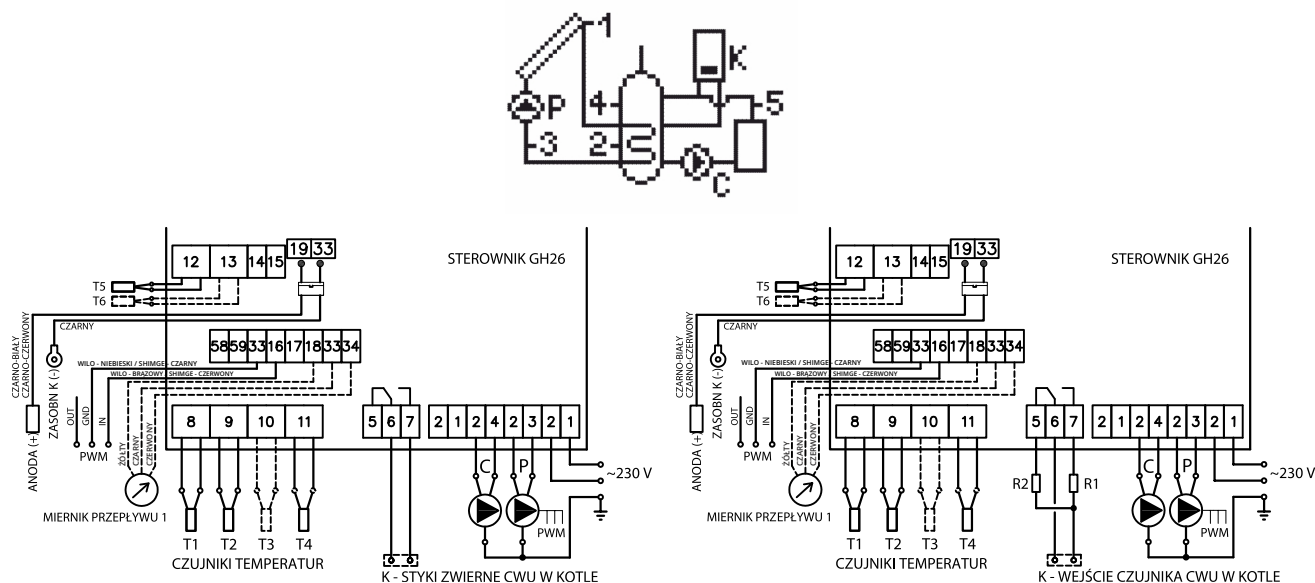 1
K
P
4
5
3
2
C
19 33
12 13 14 15
STEROWNIK GH26
T5
T6
CZARNY
CZARNO-BIAŁY
CZARNO-CZERWONY
ZASOBN K (-)
ANODA (+)
58 59 33 16 17 18 33 34
WILO - NIEBIESKI / SHIMGE - CZARNY
WILO - BRĄZOWY / SHIMGE - CZERWONY
OUT
GND
IN
PWM
ŻÓŁTY
CZARNY
CZERWONY
8 9 10 11
5 6 7
2 1 2 4 2 3 2 1
C
P
~230 V
PWM
MIERNIK PRZEPŁYWU 1
T1 T2 T3 T4
CZUJNIKI TEMPERATUR
K - STYKI ZWIERNE CWU W KOTLE
19 33
12 13 14 15
STEROWNIK GH26
T5
T6
CZARNY
CZARNO-BIAŁY
CZARNO-CZERWONY
ZASOBN K (-)
ANODA (+)
58 59 33 16 17 18 33 34
WILO - NIEBIESKI / SHIMGE - CZARNY
WILO - BRĄZOWY / SHIMGE - CZERWONY
OUT
GND
IN
PWM
ŻÓŁTY
CZARNY
CZERWONY
8 9 10 11
5 6 7
2 1 2 4 2 3 2 1
R2
R1
C
P
~230 V
PWM
MIERNIK PRZEPŁYWU 1
T1 T2 T3 T4
CZUJNIKI TEMPERATUR
K - WEJŚCIE CZUJNIKA CWU W KOTLE